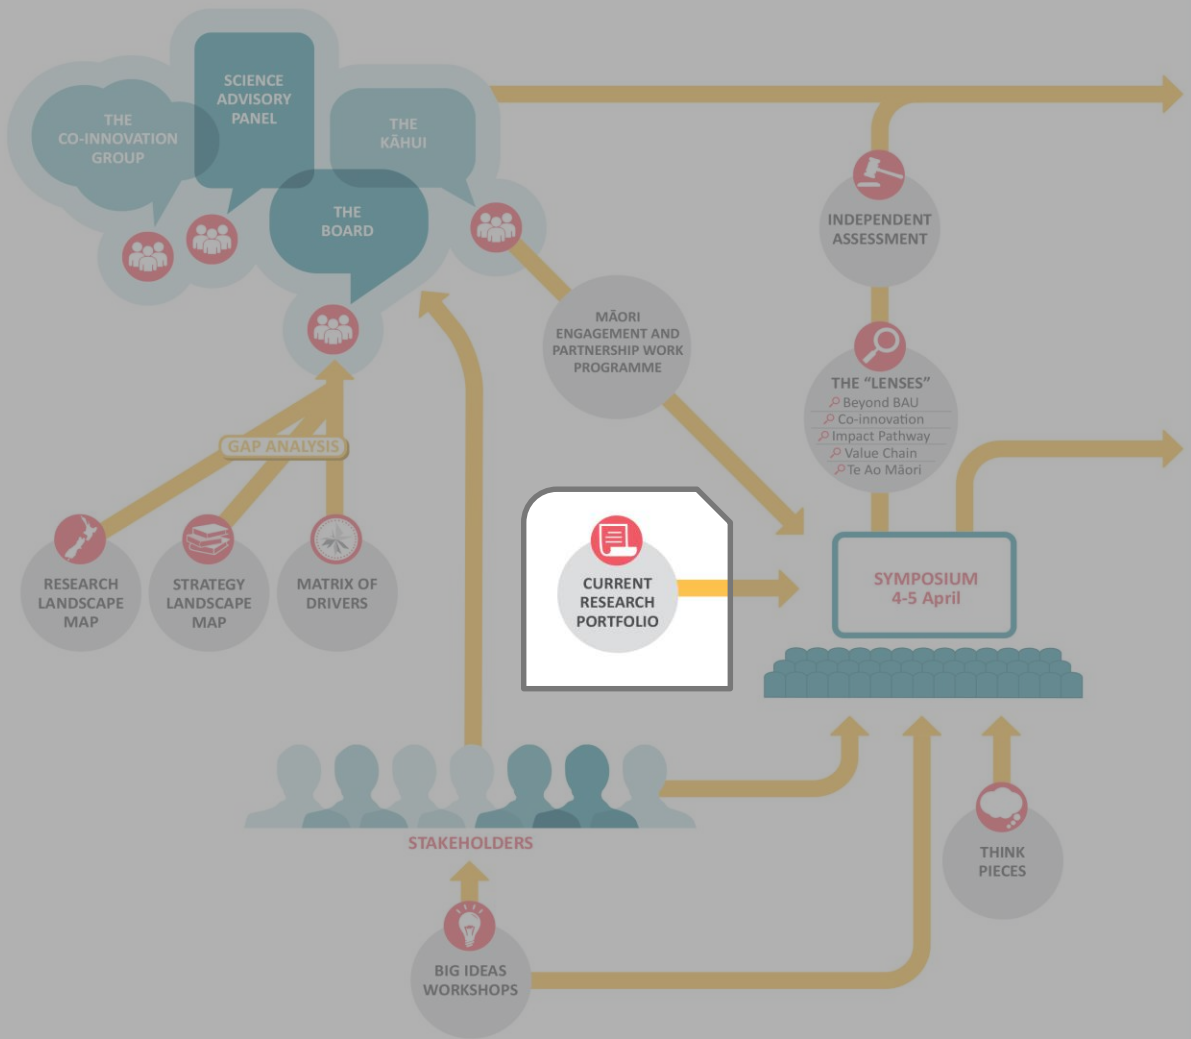 SCIENCE
ADVISORY
PANEL
THE
CO-INNOVATION
GROUP
THE
KĀHUI
THE
BOARD
INDEPENDENT
ASSESSMENT
MĀORI
ENGAGEMENT AND
PARTNERSHIP WORK
PROGRAMME
THE “LENSES”
Beyond BAU
Co-innovation
Impact Pathway
Value Chain
Te Ao Māori
GAP ANALYSIS
RESEARCH
LANDSCAPE
MAP
STRATEGY
LANDSCAPE
MAP
MATRIX OF
DRIVERS
CURRENT
RESEARCH
PORTFOLIO
SYMPOSIUM
4-5 April
STAKEHOLDERS
THINK
PIECES
BIG IDEAS
WORKSHOPS